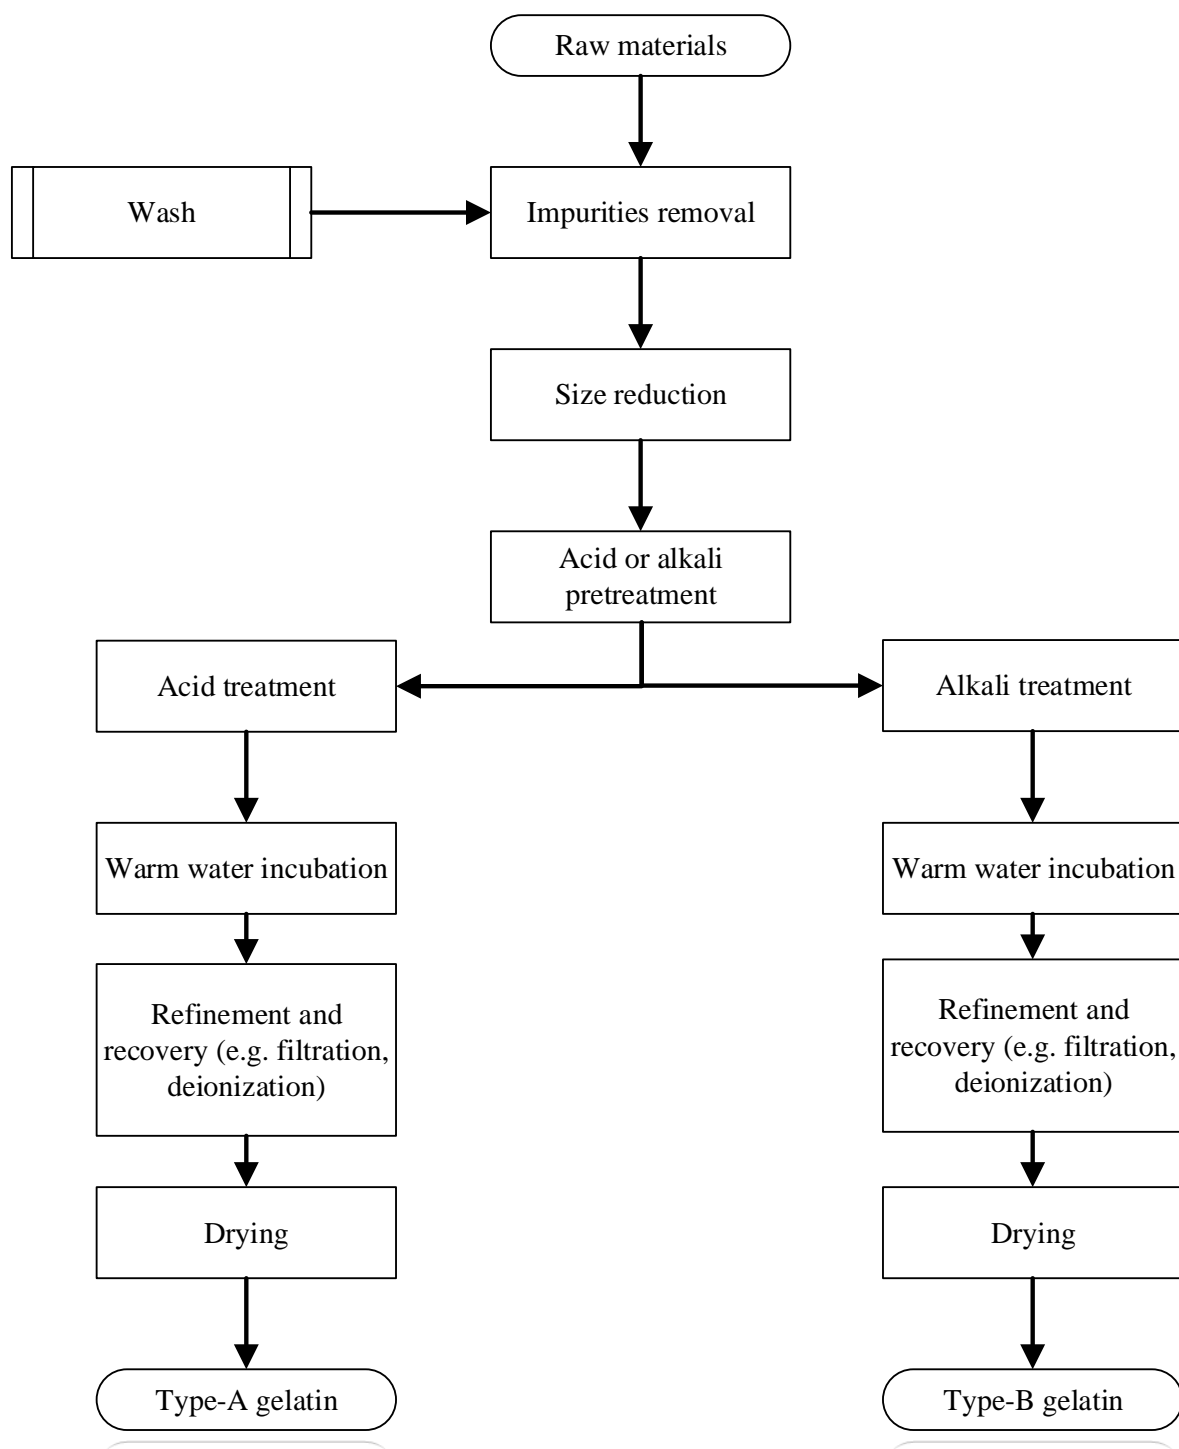 Raw materials
Wash
Impurities removal
Size reduction
Acid or alkali
pretreatment
Acid treatment
Alkali treatment
Warm water incubation
Warm water incubation
Refinement and
recovery (e.g. filtration,
deionization)
Refinement and
recovery (e.g. filtration,
deionization)
Drying
Drying
Type-A gelatin
Type-B gelatin